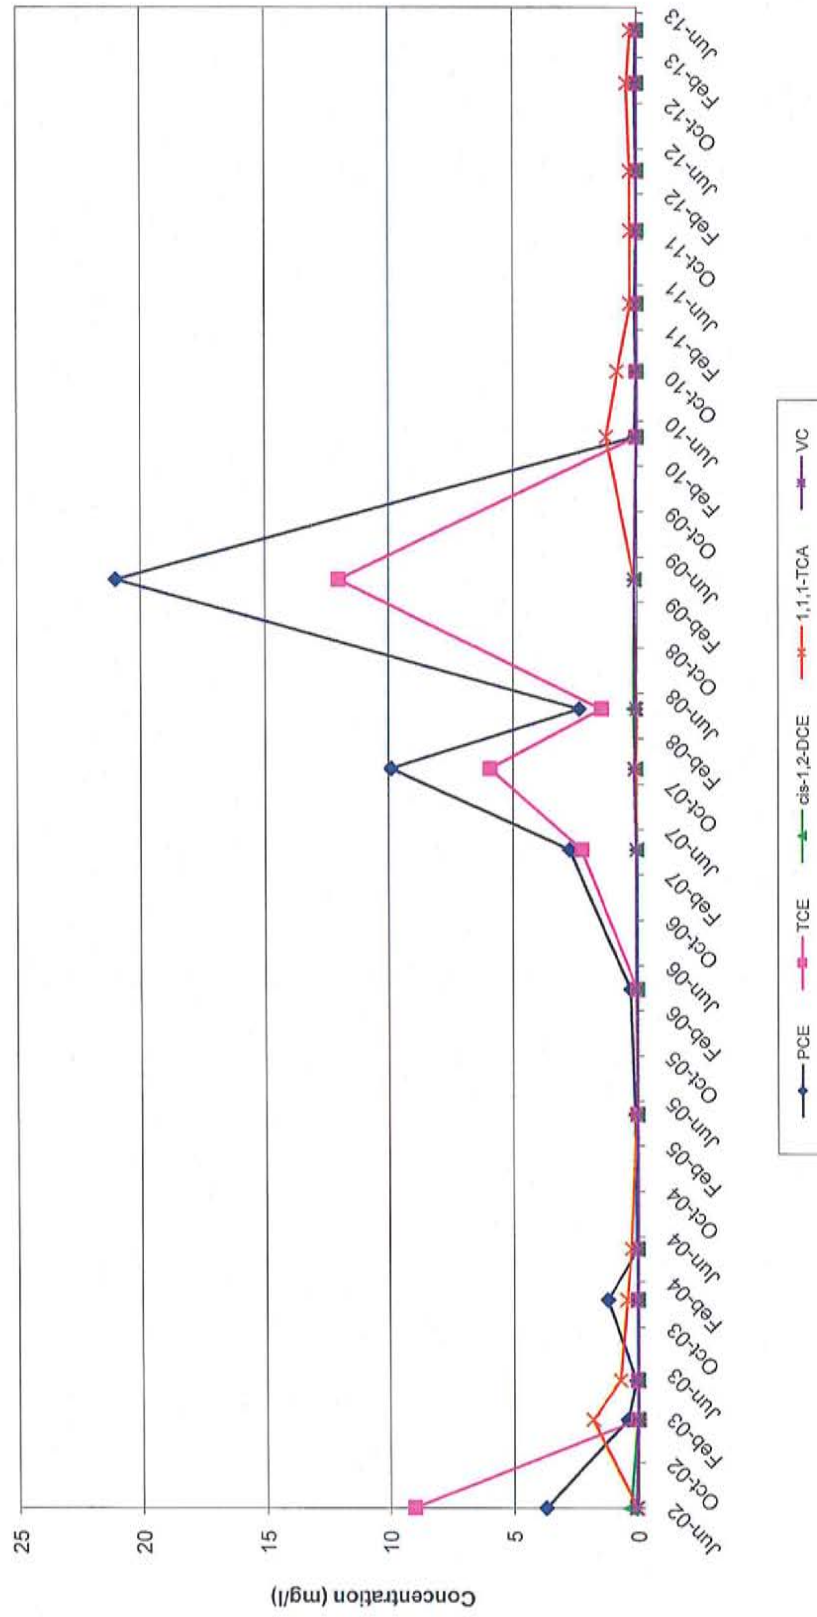 Concentration (mg/l)
25
20
15
10
5
0
Jun-02
Oct-02
Feb-03
Jun-03
Oct-03
Feb-04
Jun-04
Oct-04
Feb-05
Jun-05
Oct-05
Feb-06
Jun-06
Oct-06
Feb-07
Jun-07
Oct-07
Feb-08
Jun-08
Oct-08
Feb-09
Jun-09
Oct-09
Feb-10
Jun-10
Oct-10
Feb-11
Jun-11
Oct-11
Feb-12
Jun-12
Oct-12
Feb-13
Jun-13
PCE TCE cis-1,2-DCE 1,1,1-TCA VC